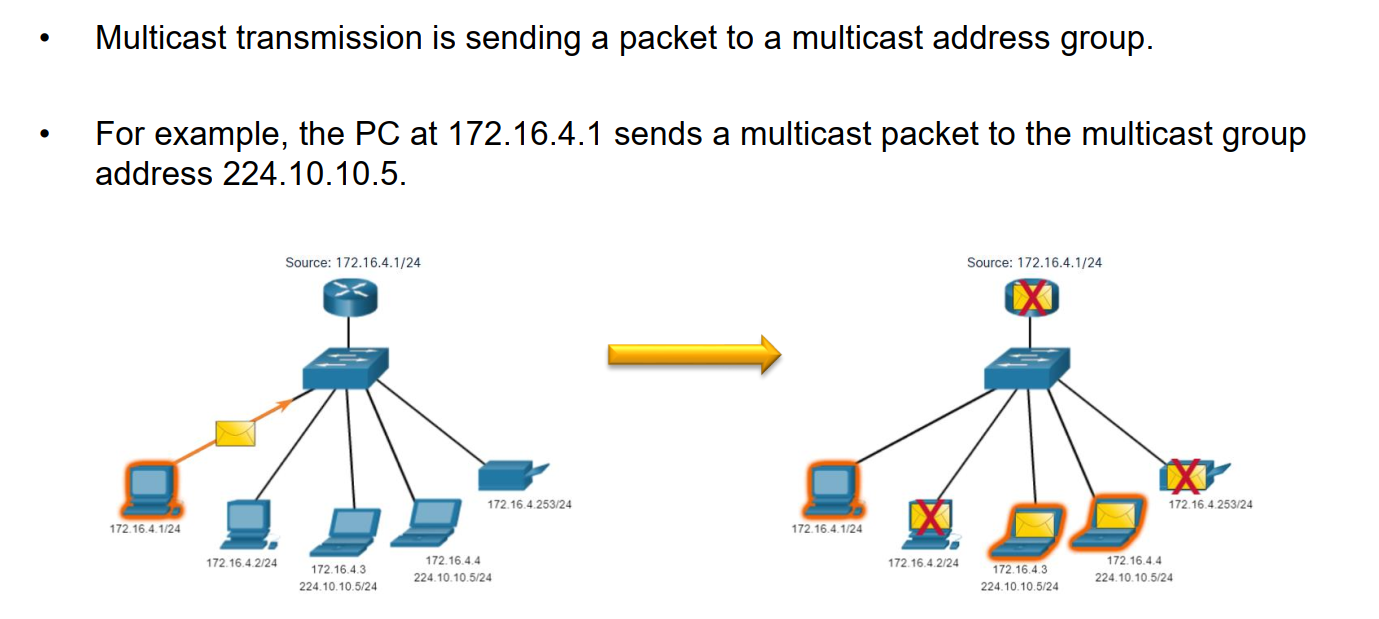 • Multicast transmission is sending a packet to a multicast address group.
• For example, the PC at 172.16.4.1 sends a multicast packet to the multicast group
address 224.10.10.5.
Source: 172.16.4.1/24
172.16.4.253/24
172.16.4.1/24
172.16.4.2/24
172.16.4.3
224.10.10.5/24
172.16.4.4
224.10.10.5/24
Source: 172.16.4.1/24
172.16.4.253/24
172.16.4.1/24
172.16.4.2/24
172.16.4.3
224.10.10.5/24
172.16.4.4
224.10.10.5/24